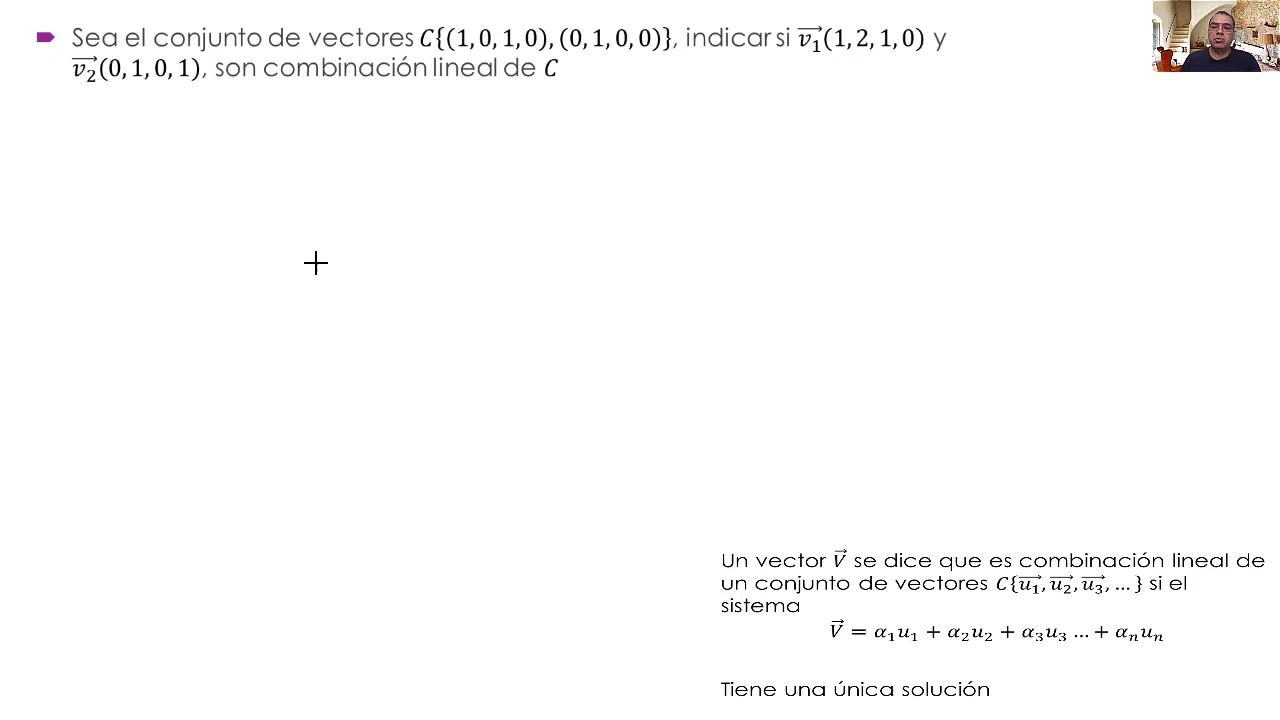 Sea el conjunto de vectores C{(1, 0, 1, 0), (0, 1, 0, 0)}, indicar si v₁⃗(1, 2, 1, 0) y
v₂⃗(0, 1, 0, 1), son combinación lineal de C
Un vector V⃗ se dice que es combinación lineal de
un conjunto de vectores C{u₁⃗, u₂⃗, u₃⃗, … } si el
sistema
V⃗ = α₁u₁ + α₂u₂ + α₃u₃ … + αₙuₙ
Tiene una única solución